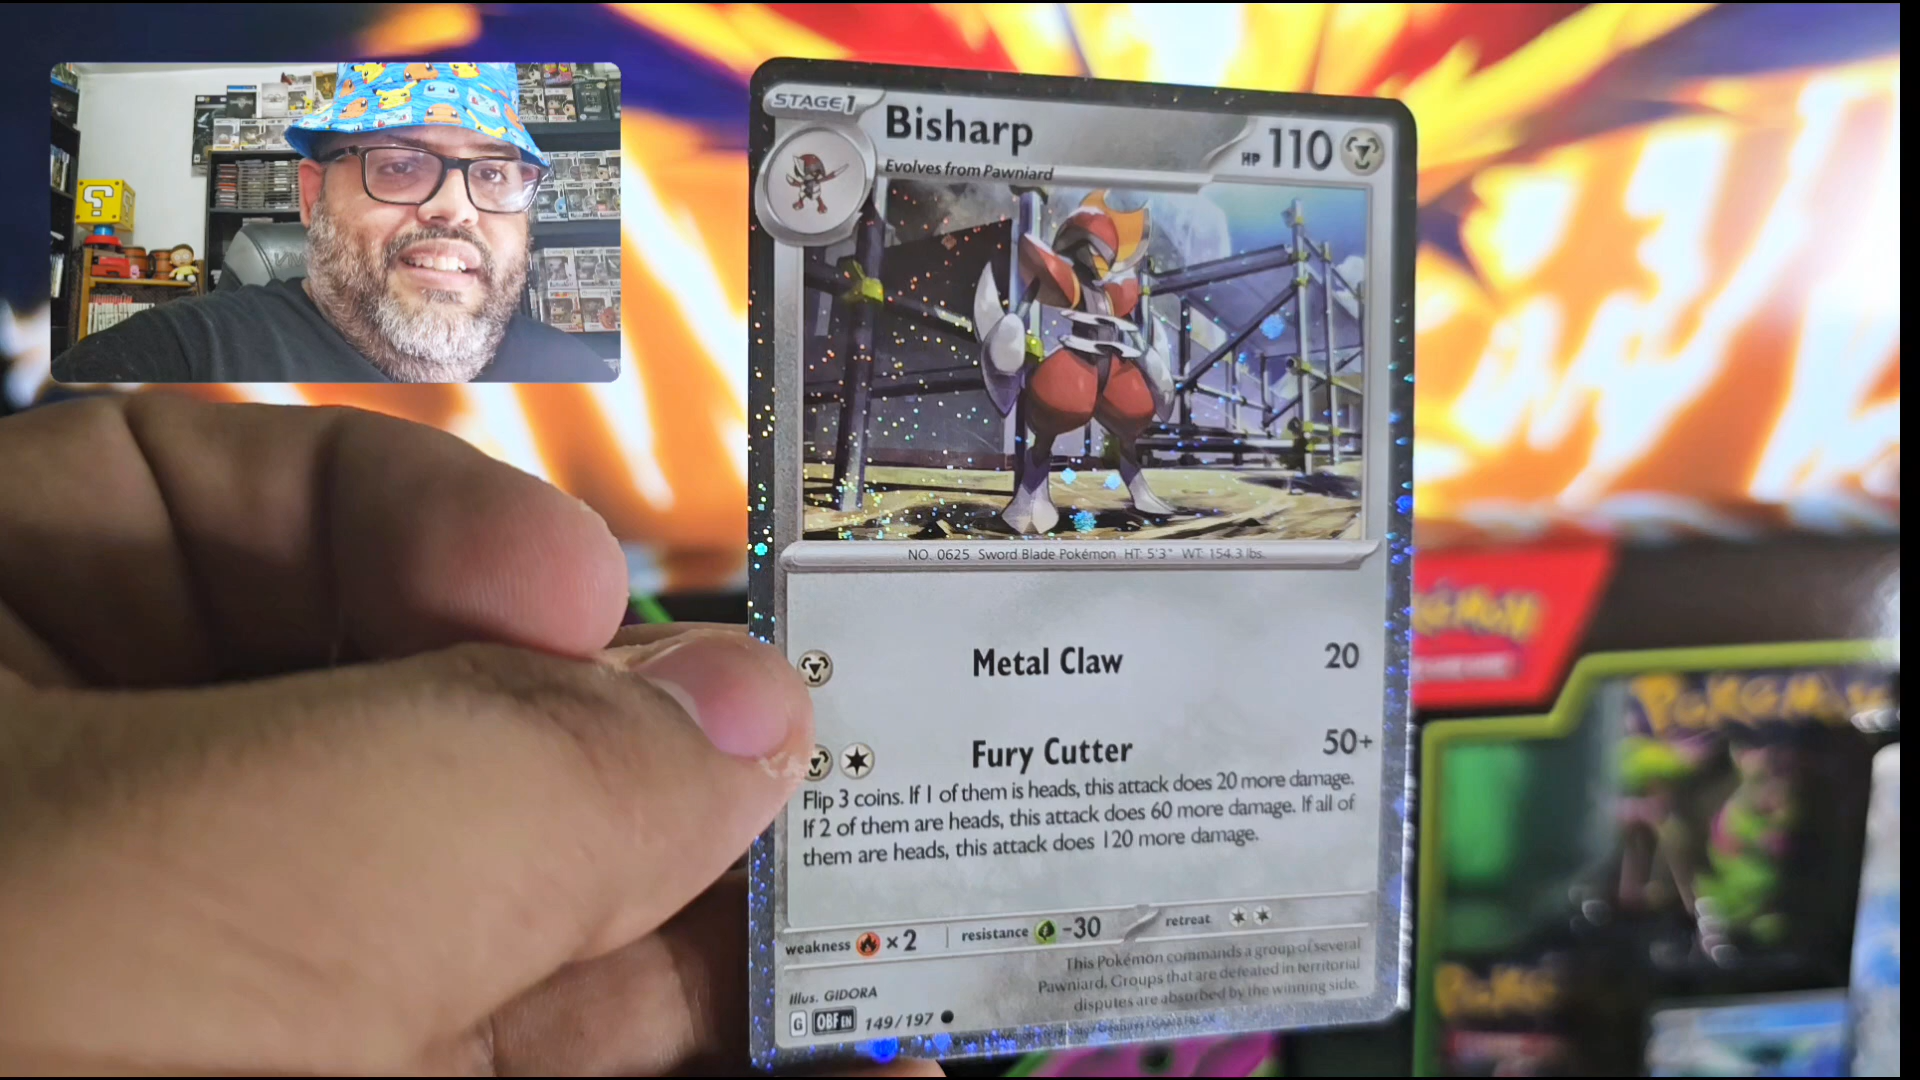 STAGE 1
Bisharp
HP 110
Evolves from Pawniard
NO. 0625 Sword Blade Pokémon HT: 5'3" WT: 154.3 lbs.
Metal Claw 20
Fury Cutter 50+
Flip 3 coins. If 1 of them is heads, this attack does 20 more damage.
If 2 of them are heads, this attack does 60 more damage. If all of
them are heads, this attack does 120 more damage.
weakness ×2 resistance -30 retreat
This Pokémon commands a group of several
Pawniard. Groups that are defeated in territorial
disputes are absorbed by the winning side.
Illus. GIDORA
G OBF EN 149/197
POKÉMON
POKÉMON